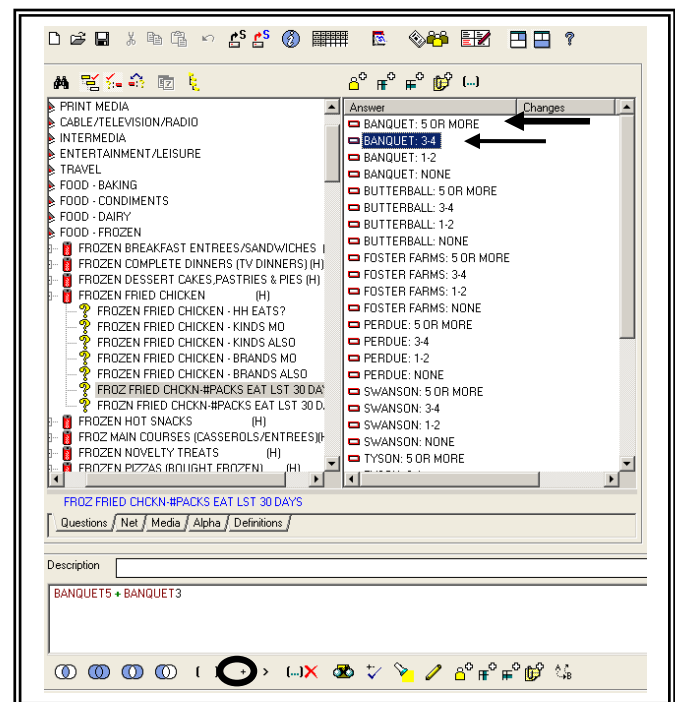 Answer Changes
PRINT MEDIA
CABLE/TELEVISION/RADIO
INTERMEDIA
ENTERTAINMENT/LEISURE
TRAVEL
FOOD - BAKING
FOOD - CONDIMENTS
FOOD - DAIRY
FOOD - FROZEN
FROZEN BREAKFAST ENTREES/SANDWICHES
FROZEN COMPLETE DINNERS (TV DINNERS) (H)
FROZEN DESSERT CAKES,PASTRIES & PIES (H)
FROZEN FRIED CHICKEN (H)
FROZEN FRIED CHICKEN - HH EATS?
FROZEN FRIED CHICKEN - KINDS MO
FROZEN FRIED CHICKEN - KINDS ALSO
FROZEN FRIED CHICKEN - BRANDS MO
FROZEN FRIED CHICKEN - BRANDS ALSO
FROZ FRIED CHCKN-#PACKS EAT LST 30 DA
FROZN FRIED CHCKN-#PACKS EAT LST 30 D
FROZEN HOT SNACKS (H)
FROZ MAIN COURSES (CASSEROLS/ENTREES)(H
FROZEN NOVELTY TREATS (H)
FROZEN PIZZAS (BOUGHT FROZEN) (H)
BANQUET: 5 OR MORE
BANQUET: 3-4
BANQUET: 1-2
BANQUET: NONE
BUTTERBALL: 5 OR MORE
BUTTERBALL: 3-4
BUTTERBALL: 1-2
BUTTERBALL: NONE
FOSTER FARMS: 5 OR MORE
FOSTER FARMS: 3-4
FOSTER FARMS: 1-2
FOSTER FARMS: NONE
PERDUE: 5 OR MORE
PERDUE: 3-4
PERDUE: 1-2
PERDUE: NONE
SWANSON: 5 OR MORE
SWANSON: 3-4
SWANSON: 1-2
SWANSON: NONE
TYSON: 5 OR MORE
FROZ FRIED CHCKN-#PACKS EAT LST 30 DAYS
Questions Net Media Alpha Definitions
Description
BANQUET5 + BANQUET3
( ) + > (...)